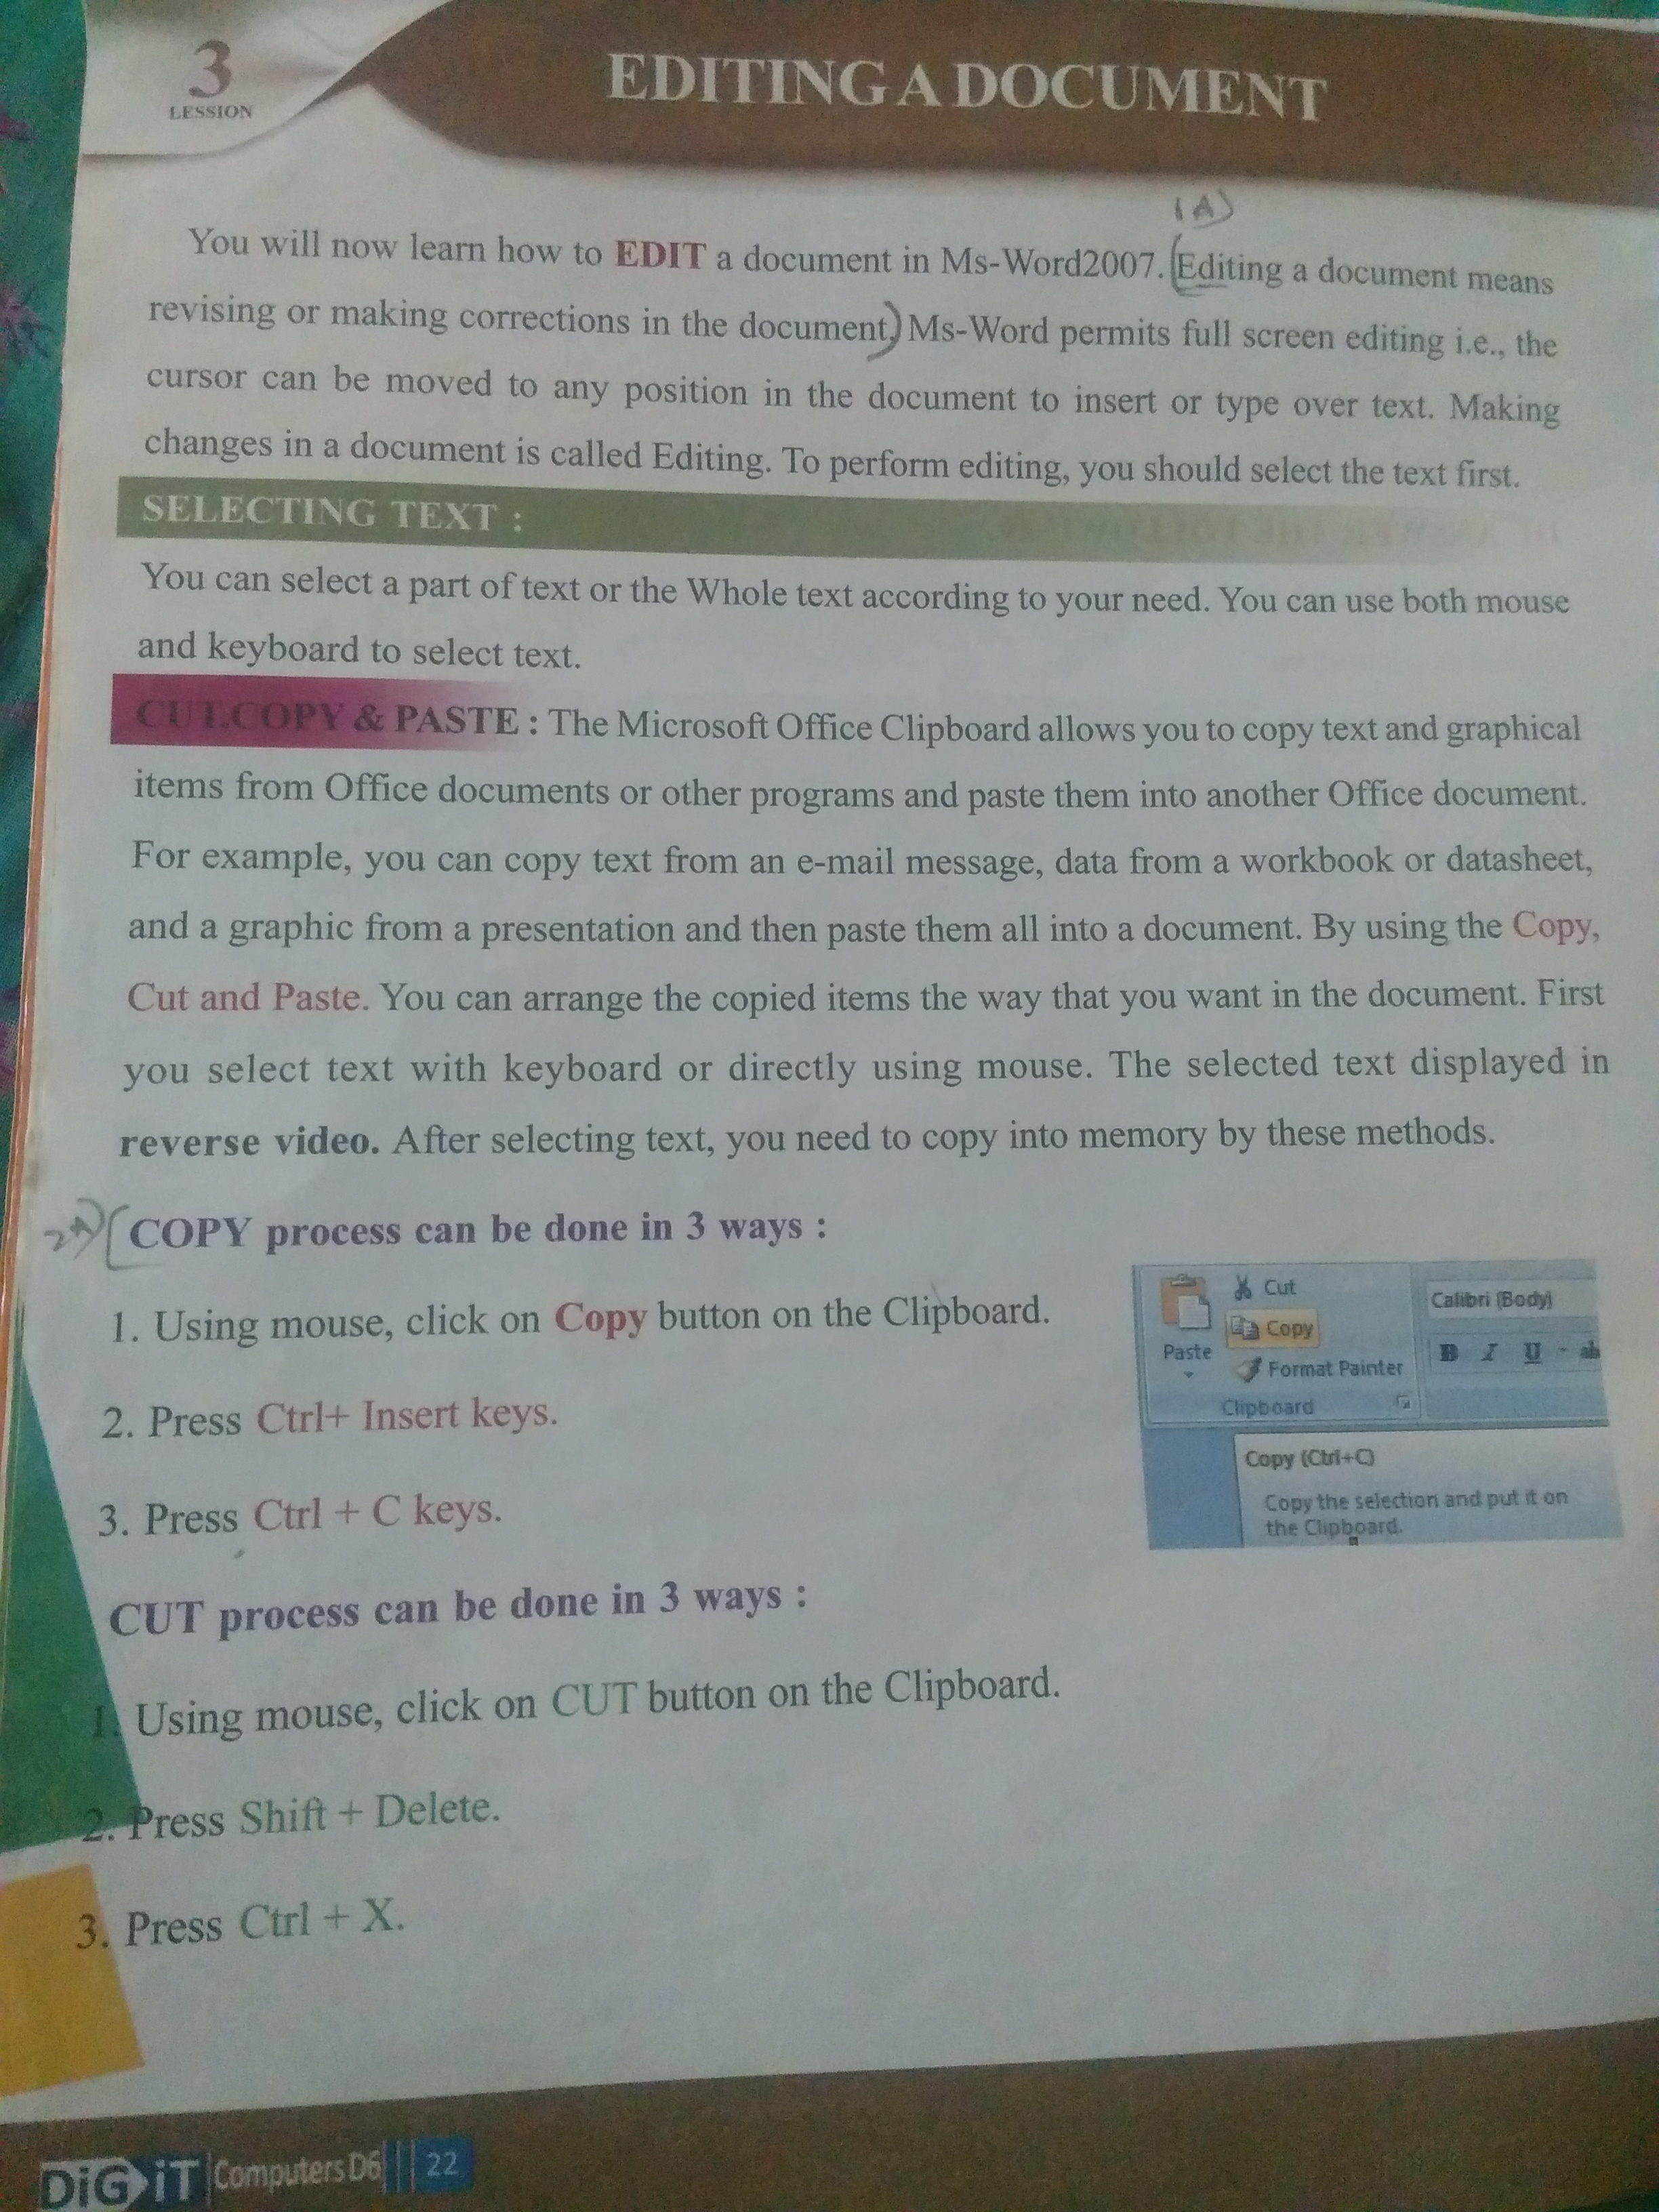 3
LESSION
EDITING A DOCUMENT
(A)
You will now learn how to EDIT a document in Ms-Word2007. (Editing a document means
revising or making corrections in the document.) Ms-Word permits full screen editing i.e., the
cursor can be moved to any position in the document to insert or type over text. Making
changes in a document is called Editing. To perform editing, you should select the text first.
SELECTING TEXT :
You can select a part of text or the Whole text according to your need. You can use both mouse
and keyboard to select text.
CUT,COPY & PASTE : The Microsoft Office Clipboard allows you to copy text and graphical
items from Office documents or other programs and paste them into another Office document.
For example, you can copy text from an e-mail message, data from a workbook or datasheet,
and a graphic from a presentation and then paste them all into a document. By using the Copy,
Cut and Paste. You can arrange the copied items the way that you want in the document. First
you select text with keyboard or directly using mouse. The selected text displayed in
reverse video. After selecting text, you need to copy into memory by these methods.
2A) [COPY process can be done in 3 ways :
1. Using mouse, click on Copy button on the Clipboard.
2. Press Ctrl+ Insert keys.
3. Press Ctrl + C keys.
Cut
Copy
Paste
Format Painter
Clipboard
Calibri (Body)
B I U ab
Copy (Ctrl+C)
Copy the selection and put it on
the Clipboard.
CUT process can be done in 3 ways :
1. Using mouse, click on CUT button on the Clipboard.
2. Press Shift + Delete.
3. Press Ctrl + X.
DiGiT Computers D6 22